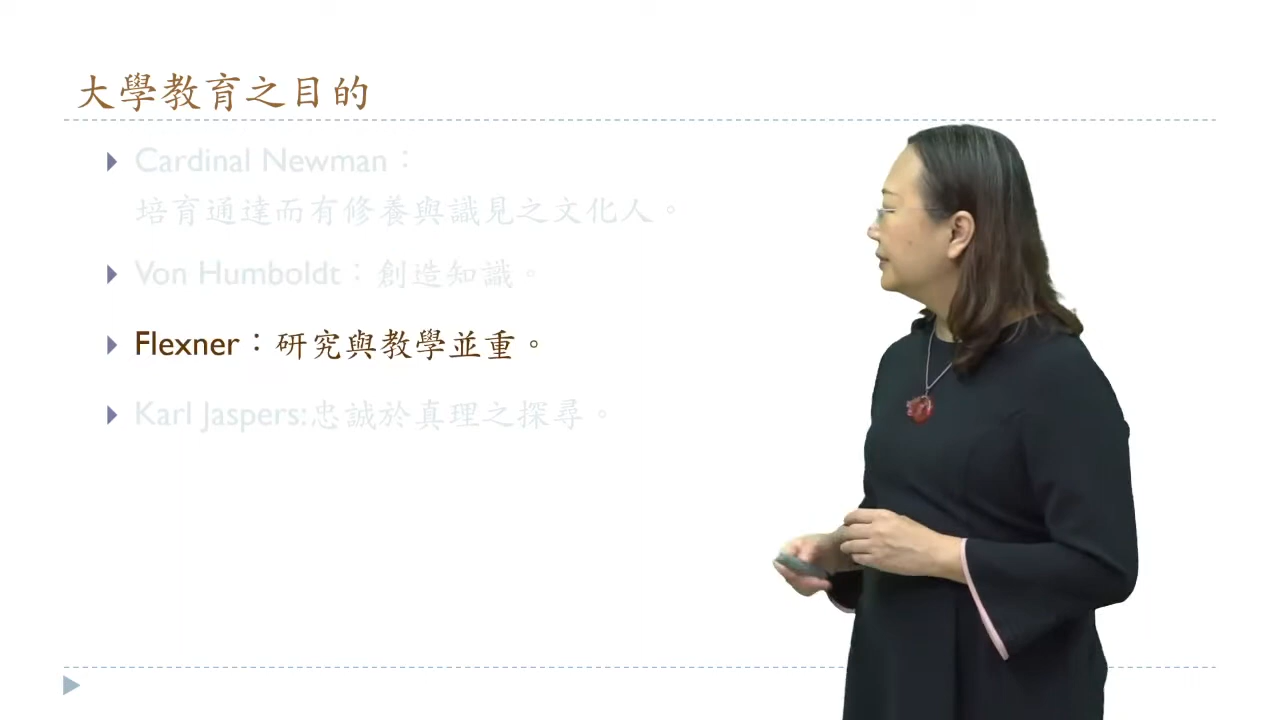 大學教育之目的
Cardinal Newman：
培育通達而有修養與識見之文化人。
Von Humboldt：創造知識。
Flexner：研究與教學並重。
Karl Jaspers:忠誠於真理之探尋。